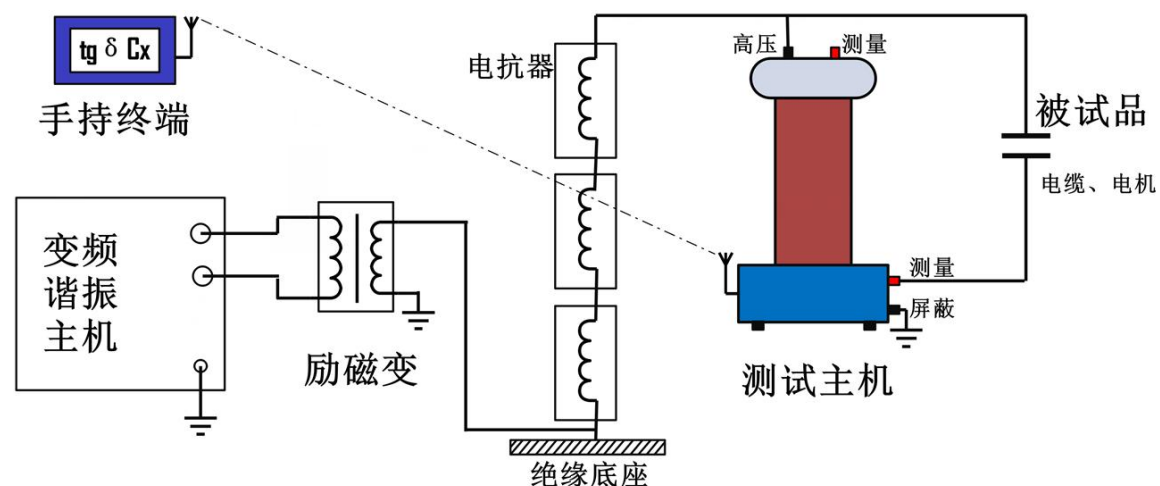 tg δ Cx
手持终端
电抗器
高压
测量
被试品
电缆、电机
变频
谐振
主机
励磁变
测量
屏蔽
测试主机
绝缘底座